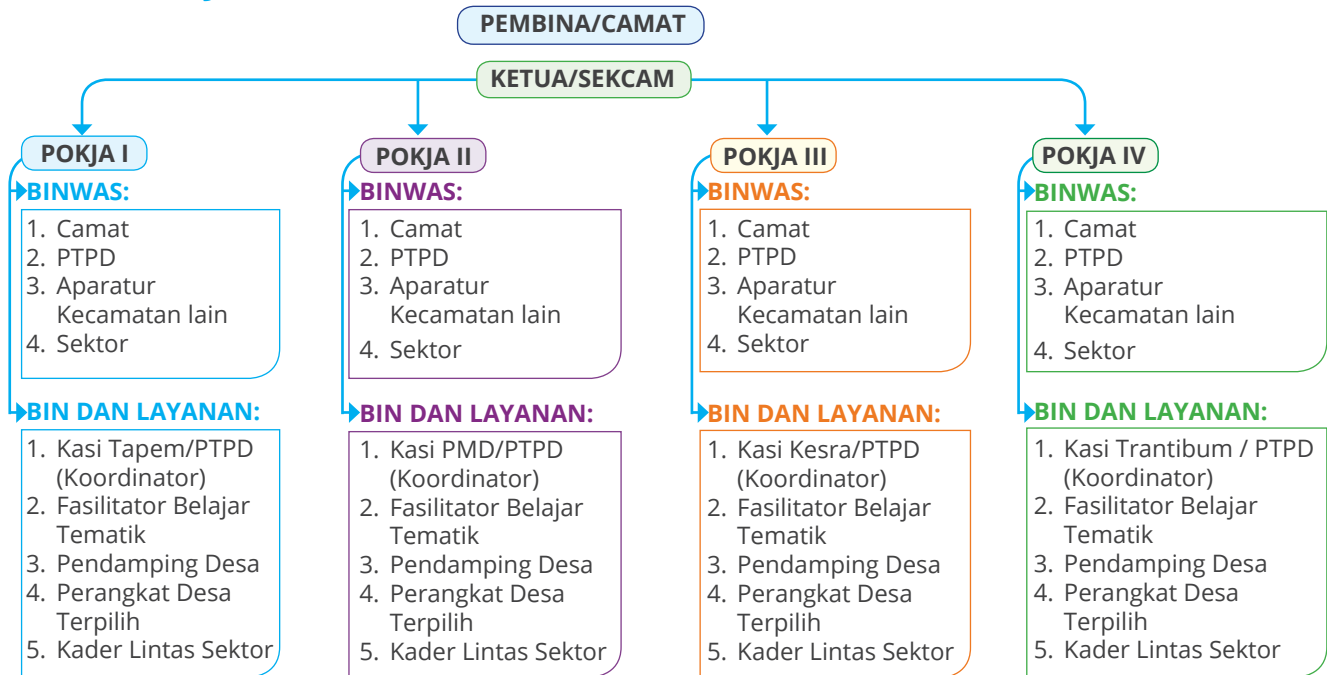 PEMBINA/CAMAT
KETUA/SEKCAM
POKJA I
BINWAS:
1. Camat
2. PTPD
3. Aparatur
Kecamatan lain
4. Sektor
BIN DAN LAYANAN:
1. Kasi Tapem/PTPD
(Koordinator)
2. Fasilitator Belajar
Tematik
3. Pendamping Desa
4. Perangkat Desa
Terpilih
5. Kader Lintas Sektor
POKJA II
BINWAS:
1. Camat
2. PTPD
3. Aparatur
Kecamatan lain
4. Sektor
BIN DAN LAYANAN:
1. Kasi PMD/PTPD
(Koordinator)
2. Fasilitator Belajar
Tematik
3. Pendamping Desa
4. Perangkat Desa
Terpilih
5. Kader Lintas Sektor
POKJA III
BINWAS:
1. Camat
2. PTPD
3. Aparatur
Kecamatan lain
4. Sektor
BIN DAN LAYANAN:
1. Kasi Kesra/PTPD
(Koordinator)
2. Fasilitator Belajar
Tematik
3. Pendamping Desa
4. Perangkat Desa
Terpilih
5. Kader Lintas Sektor
POKJA IV
BINWAS:
1. Camat
2. PTPD
3. Aparatur
Kecamatan lain
4. Sektor
BIN DAN LAYANAN:
1. Kasi Trantibum / PTPD
(Koordinator)
2. Fasilitator Belajar
Tematik
3. Pendamping Desa
4. Perangkat Desa
Terpilih
5. Kader Lintas Sektor